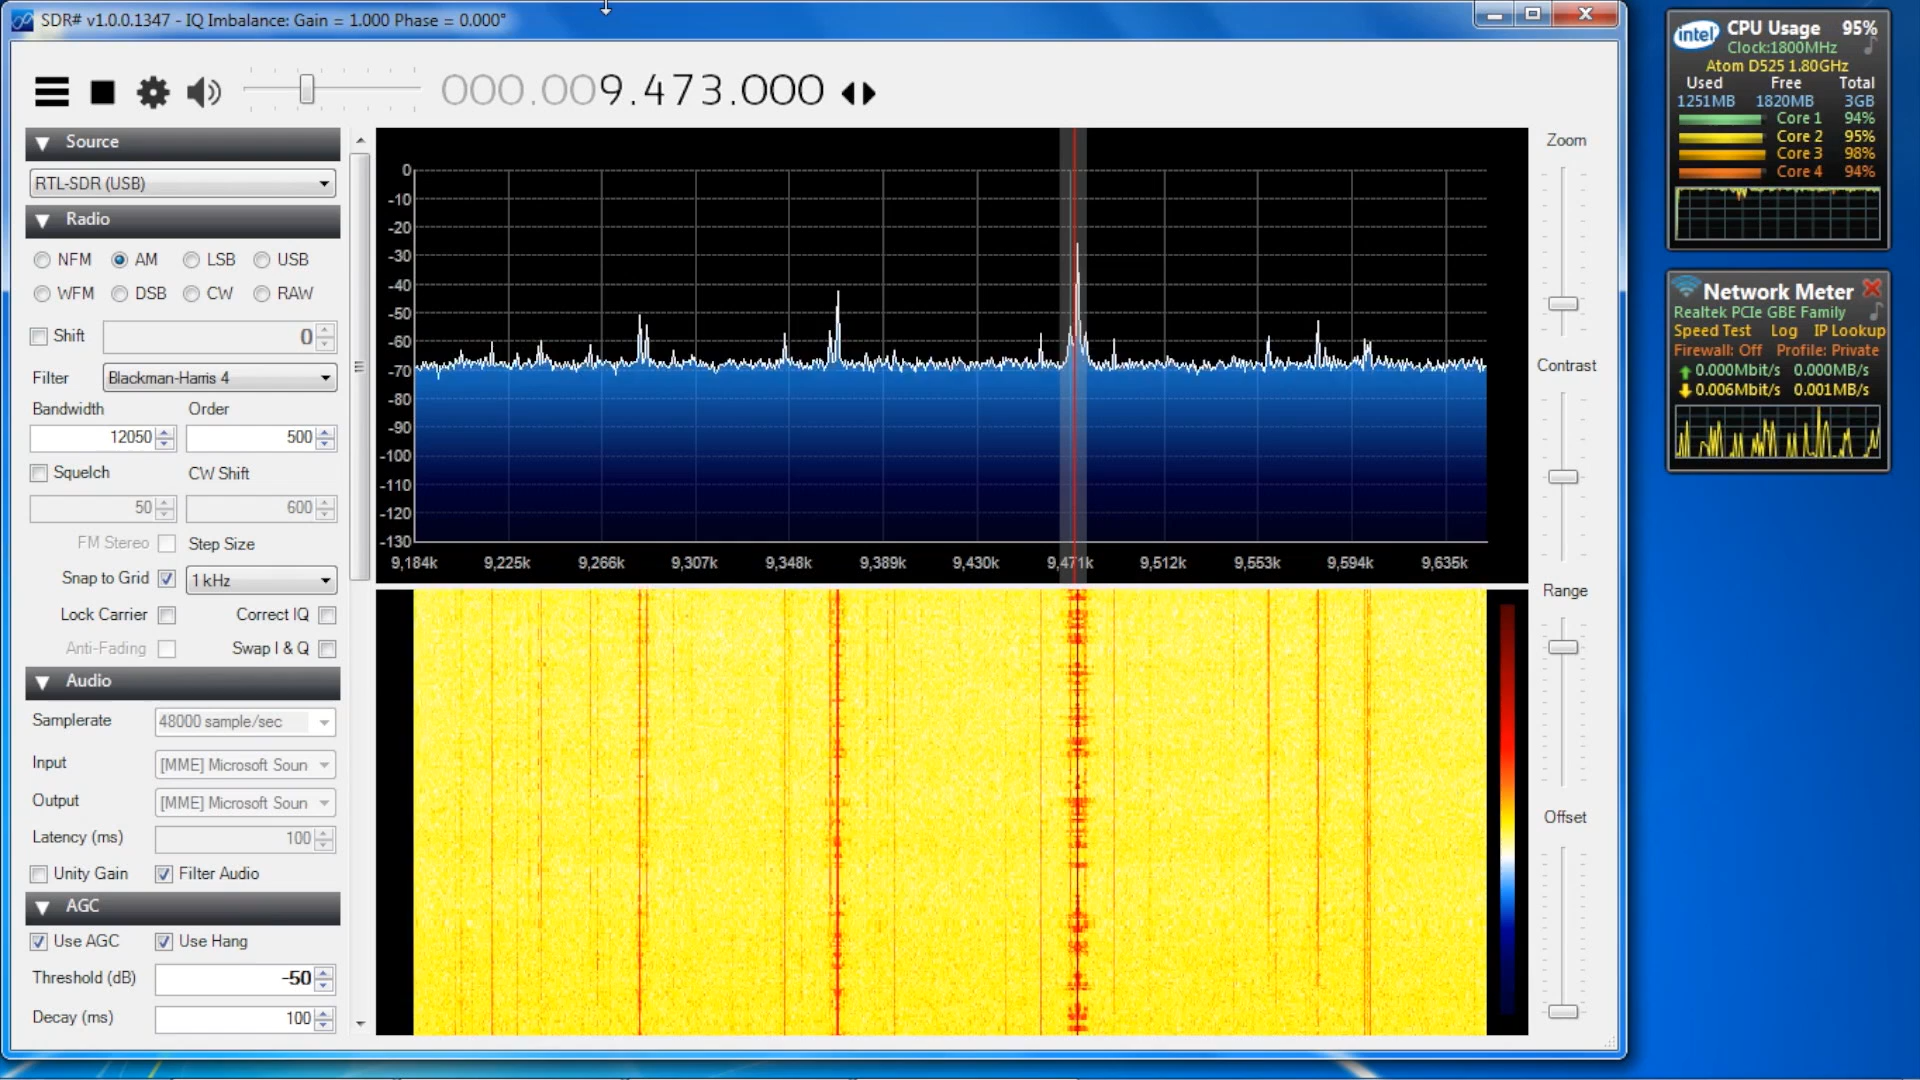 SDR# v1.0.0.1347 - IQ Imbalance: Gain = 1.000 Phase = 0.000°
000.009.473.000
Source
RTL-SDR (USB)
Radio
NFM AM LSB USB
WFM DSB CW RAW
Shift 0
Filter Blackman-Harris 4
Bandwidth Order
12050 500
Squelch CW Shift
50 600
FM Stereo Step Size
Snap to Grid 1 kHz
Lock Carrier Correct IQ
Anti-Fading Swap I & Q
Audio
Samplerate 48000 sample/sec
Input [MME] Microsoft Soun
Output [MME] Microsoft Soun
Latency (ms) 100
Unity Gain Filter Audio
AGC
Use AGC Use Hang
Threshold (dB) -50
Decay (ms) 100
0
-10
-20
-30
-40
-50
-60
-70
-80
-90
-100
-110
-120
-130
9,184k 9,225k 9,266k 9,307k 9,348k 9,389k 9,430k 9,471k 9,512k 9,553k 9,594k 9,635k
Zoom
Contrast
Range
Offset
intel CPU Usage 95%
Clock:1800MHz
Atom D525 1.80GHz
Used Free Total
1251MB 1820MB 3GB
Core 1 94%
Core 2 95%
Core 3 98%
Core 4 94%
Network Meter
Realtek PCIe GBE Family
Speed Test Log IP Lookup
Firewall: Off Profile: Private
0.000Mbit/s 0.000MB/s
0.006Mbit/s 0.001MB/s